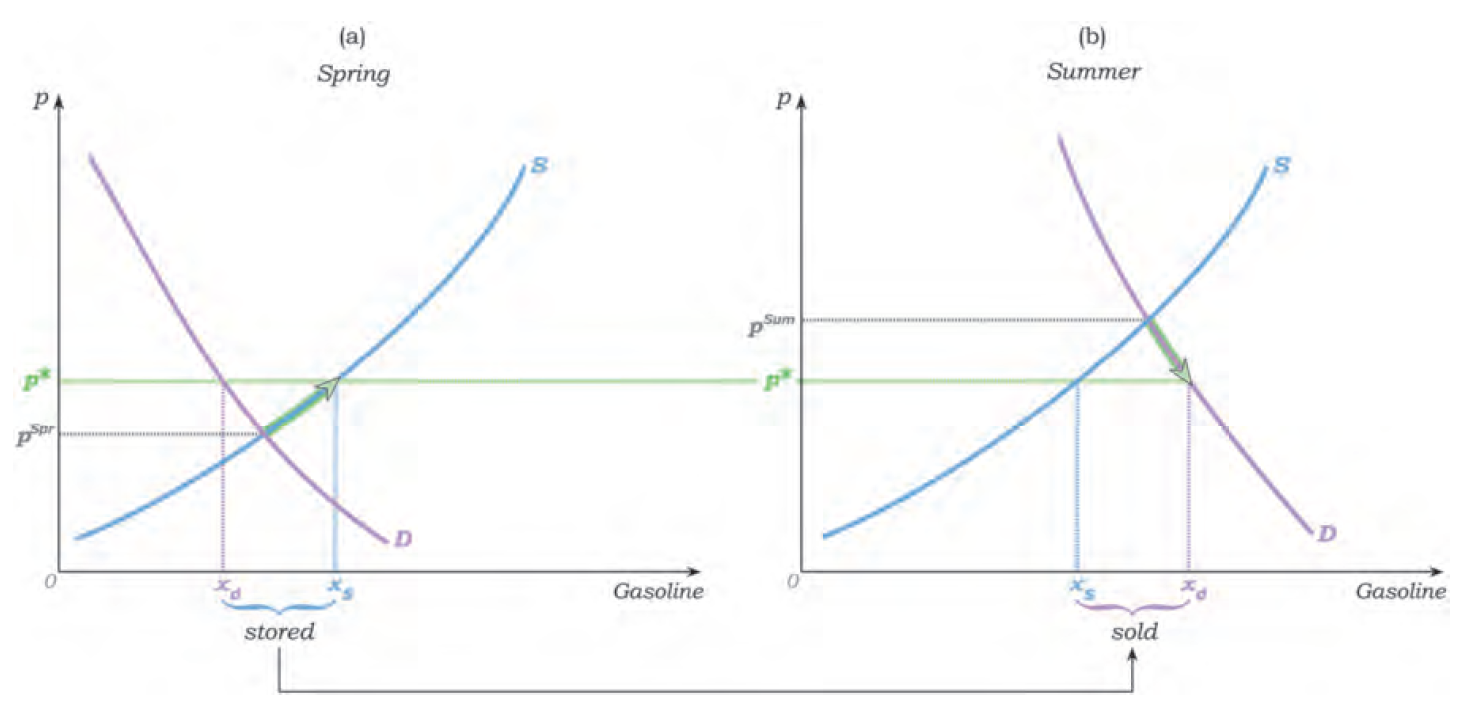 (a)
Spring
p
S
p*
p^Spr
D
0
x_d
x_s
Gasoline
stored
(b)
Summer
p
S
p^Sum
p*
D
0
x_s
x_d
Gasoline
sold